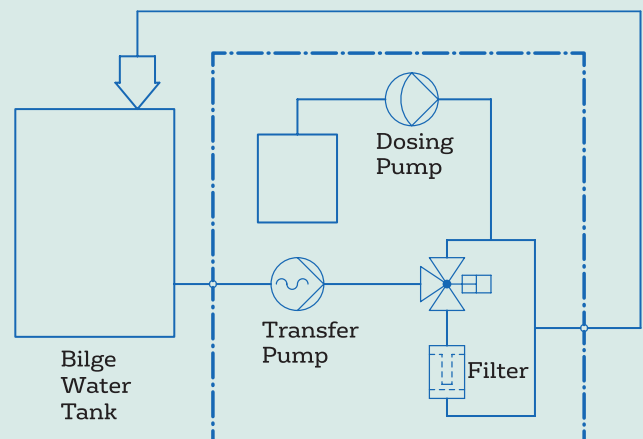 Dosing
Pump
Transfer
Pump
Bilge
Water
Tank
Filter